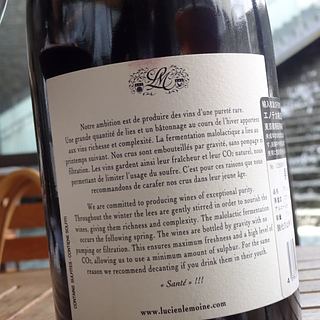 LM
Notre ambition est de produire des vins d'une pureté rare.
Une grande quantité de lies et un bâtonnage au cours de l'hiver apportent
aux vins richesse et complexité. La fermentation malolactique a lieu au
printemps suivant. Nos crus sont embouteillés par gravité, sans pompage ni
filtration. Les vins gardent ainsi leur fraîcheur et leur CO2 naturel, nous
permettant de limiter l'usage du soufre. C'est pour ces raisons que nous
recommandons de carafer nos crus dans leur jeune âge.
We are committed to producing wines of exceptional purity.
Throughout the winter the lees are gently stirred in order to nourish the
wines, giving them richness and complexity. The malolactic fermentation
occurs the following spring. The wines are bottled by gravity with no
pumping or filtration. This ensures maximum freshness and a high level of
CO2, allowing us to use a minimum amount of sulphur. For the same
reason we recommend decanting if you drink them in their youth.
« Santé » !!!
www.lucienlemoine.com